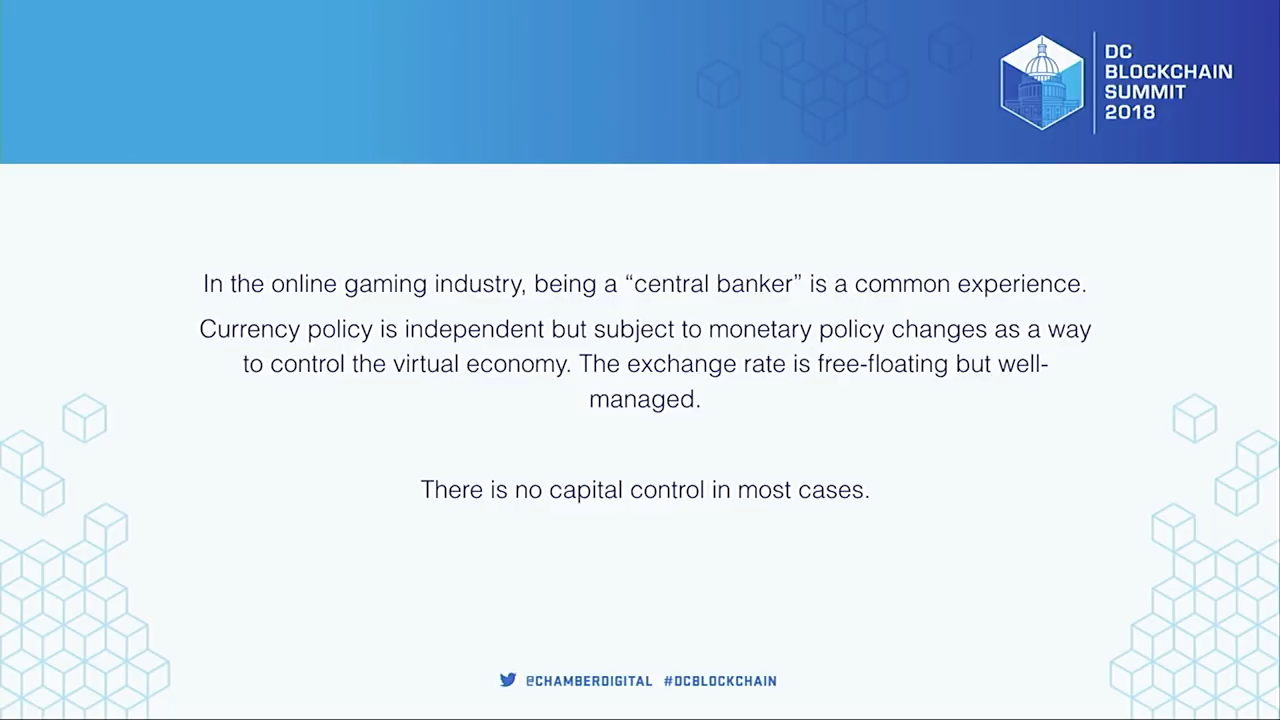 DC
BLOCKCHAIN
SUMMIT
2018
In the online gaming industry, being a “central banker” is a common experience.
Currency policy is independent but subject to monetary policy changes as a way
to control the virtual economy. The exchange rate is free-floating but well-
managed.
There is no capital control in most cases.
@CHAMBERDIGITAL #DCBLOCKCHAIN